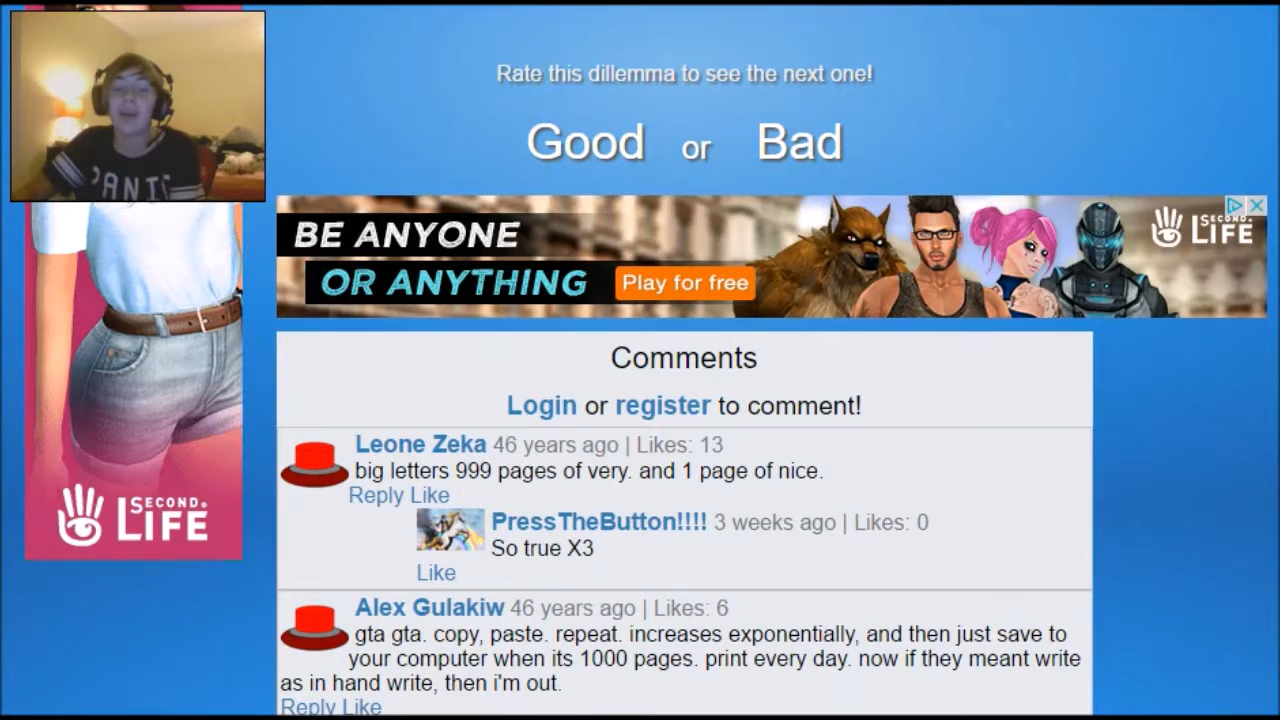 Rate this dillemma to see the next one!
Good or Bad
PANIC
BE ANYONE
OR ANYTHING
Play for free
SECOND
LIFE
SECOND
LIFE
Comments
Login or register to comment!
Leone Zeka 46 years ago | Likes: 13
big letters 999 pages of very. and 1 page of nice.
Reply Like
PressTheButton!!!! 3 weeks ago | Likes: 0
So true X3
Like
Alex Gulakiw 46 years ago | Likes: 6
gta gta. copy, paste. repeat. increases exponentially, and then just save to
your computer when its 1000 pages. print every day. now if they meant write
as in hand write, then i'm out.
Reply Like